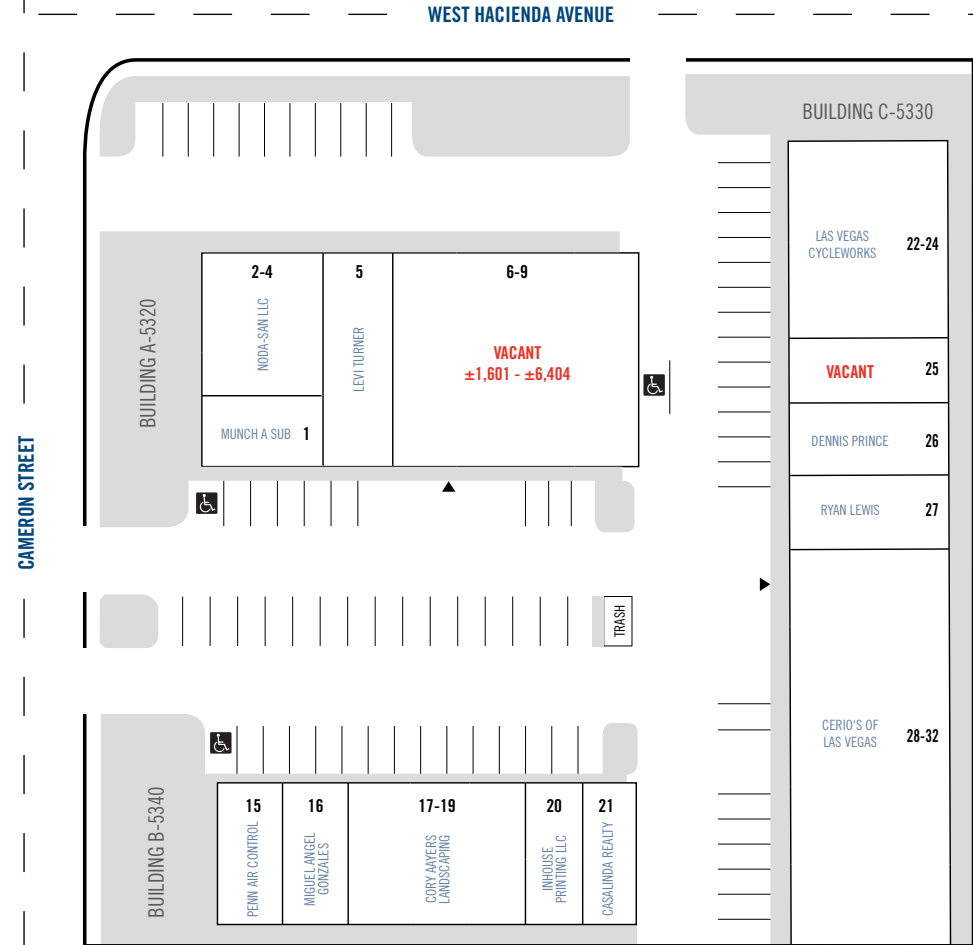 WEST HACIENDA AVENUE
CAMERON STREET
BUILDING A-5320
2-4
NODA-SAN LLC
MUNCH A SUB 1
5
LEVI TURNER
6-9
VACANT
±1,601 - ±6,404
BUILDING C-5330
LAS VEGAS
CYCLEWORKS
22-24
VACANT 25
DENNIS PRINCE 26
RYAN LEWIS 27
CERIO'S OF
LAS VEGAS
28-32
TRASH
BUILDING B-5340
15
PENN AIR CONTROL
16
MIGUEL ANGEL
GONZALES
17-19
CORY AAYERS
LANDSCAPING
20
INHOUSE
PRINTING LLC
21
CASALINDA REALTY